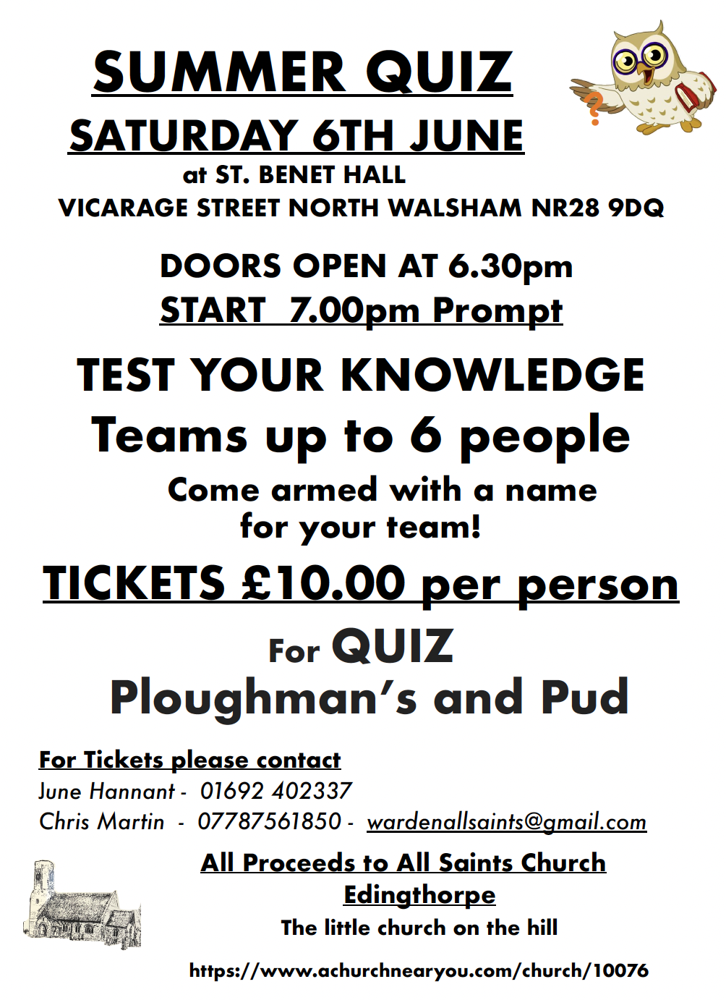 SUMMER QUIZ
SATURDAY 6TH JUNE
at ST. BENET HALL
VICARAGE STREET NORTH WALSHAM NR28 9DQ
DOORS OPEN AT 6.30pm
START 7.00pm Prompt
TEST YOUR KNOWLEDGE
Teams up to 6 people
Come armed with a name
for your team!
TICKETS £10.00 per person
For QUIZ
Ploughman’s and Pud
For Tickets please contact
June Hannant - 01692 402337
Chris Martin - 07787561850 - wardenallsaints@gmail.com
All Proceeds to All Saints Church
Edingthorpe
The little church on the hill
https://www.achurchnearyou.com/church/10076